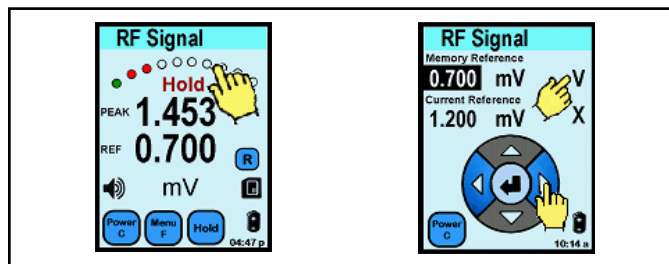 RF Signal
Hold
PEAK 1.453
REF 0.700
R
mV
Power
C
Menu
F
Hold
04:47 p
RF Signal
Memory Reference
0.700 mV V
Current Reference
1.200 mV X
Power
C
10:14 a